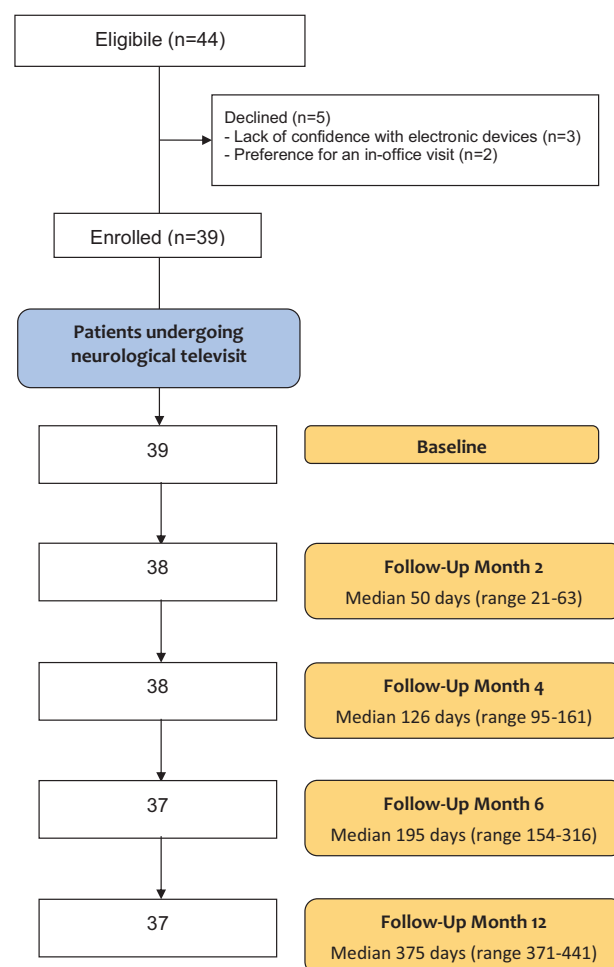 Eligibile (n=44)
Declined (n=5)
- Lack of confidence with electronic devices (n=3)
- Preference for an in-office visit (n=2)
Enrolled (n=39)
Patients undergoing
neurological televisit
39
Baseline
38
Follow-Up Month 2
Median 50 days (range 21-63)
38
Follow-Up Month 4
Median 126 days (range 95-161)
37
Follow-Up Month 6
Median 195 days (range 154-316)
37
Follow-Up Month 12
Median 375 days (range 371-441)